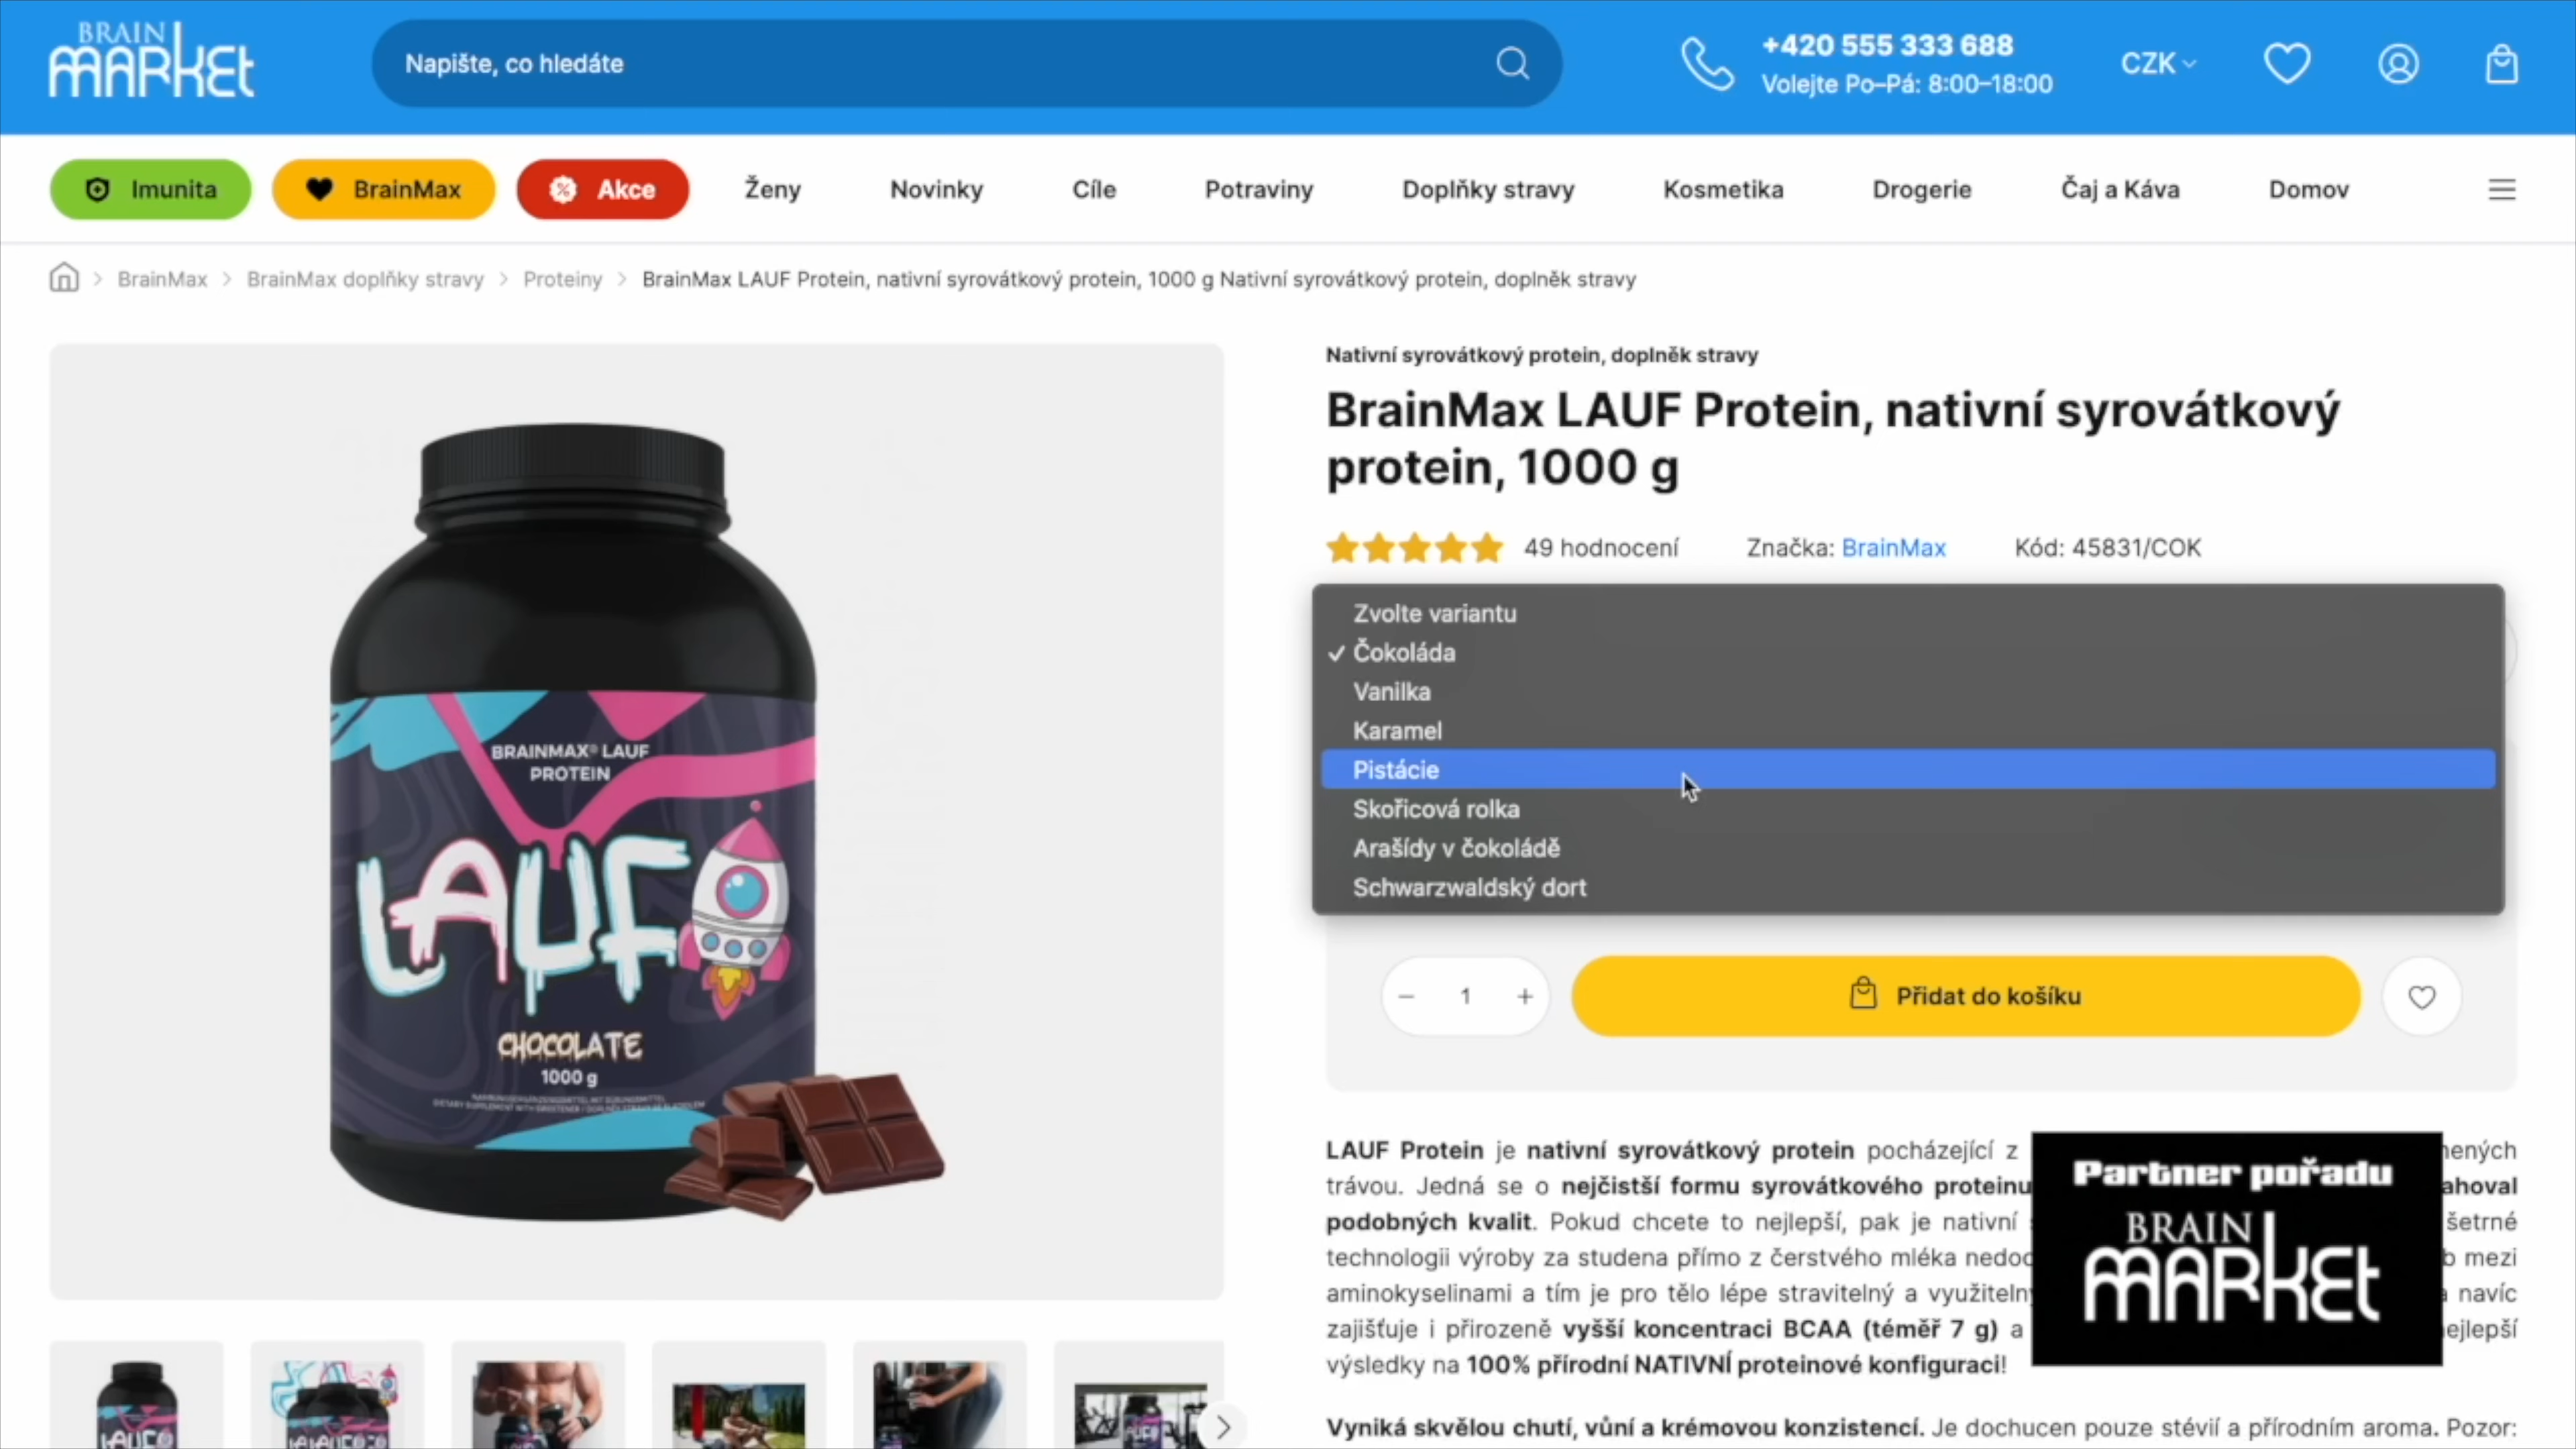 BRAIN
MARKET
Napište, co hledáte
+420 555 333 688
Volejte Po–Pá: 8:00–18:00
CZK
Imunita
BrainMax
Akce
Ženy
Novinky
Cíle
Potraviny
Doplňky stravy
Kosmetika
Drogerie
Čaj a Káva
Domov
BrainMax > BrainMax doplňky stravy > Proteiny > BrainMax LAUF Protein, nativní syrovátkový protein, 1000 g Nativní syrovátkový protein, doplněk stravy
BRAINMAX® LAUF
PROTEIN
LAUF
CHOCOLATE
1000 g
Nativní syrovátkový protein, doplněk stravy
BrainMax LAUF Protein, nativní syrovátkový
protein, 1000 g
49 hodnocení
Značka: BrainMax
Kód: 45831/COK
Zvolte variantu
✓ Čokoláda
Vanilka
Karamel
Pistácie
Skořicová rolka
Arašídy v čokoládě
Schwarzwaldský dort
− 1 +
Přidat do košíku
LAUF Protein je nativní syrovátkový protein pocházející z
trávou. Jedná se o nejčistší formu syrovátkového proteinu
podobných kvalit. Pokud chcete to nejlepší, pak je nativní šetrné
technologii výroby za studena přímo z čerstvého mléka mezi
aminokyselinami a tím je pro tělo lépe stravitelný a navíc
zajišťuje i přirozeně vyšší koncentraci BCAA (téměř 7 g) a
výsledky na 100% přírodní NATIVNÍ proteinové konfiguraci!
Vyniká skvělou chutí, vůní a krémovou konzistencí. Je dochucen pouze stévií a přírodním aroma. Pozor:
Partner pořadu
BRAIN
MARKET